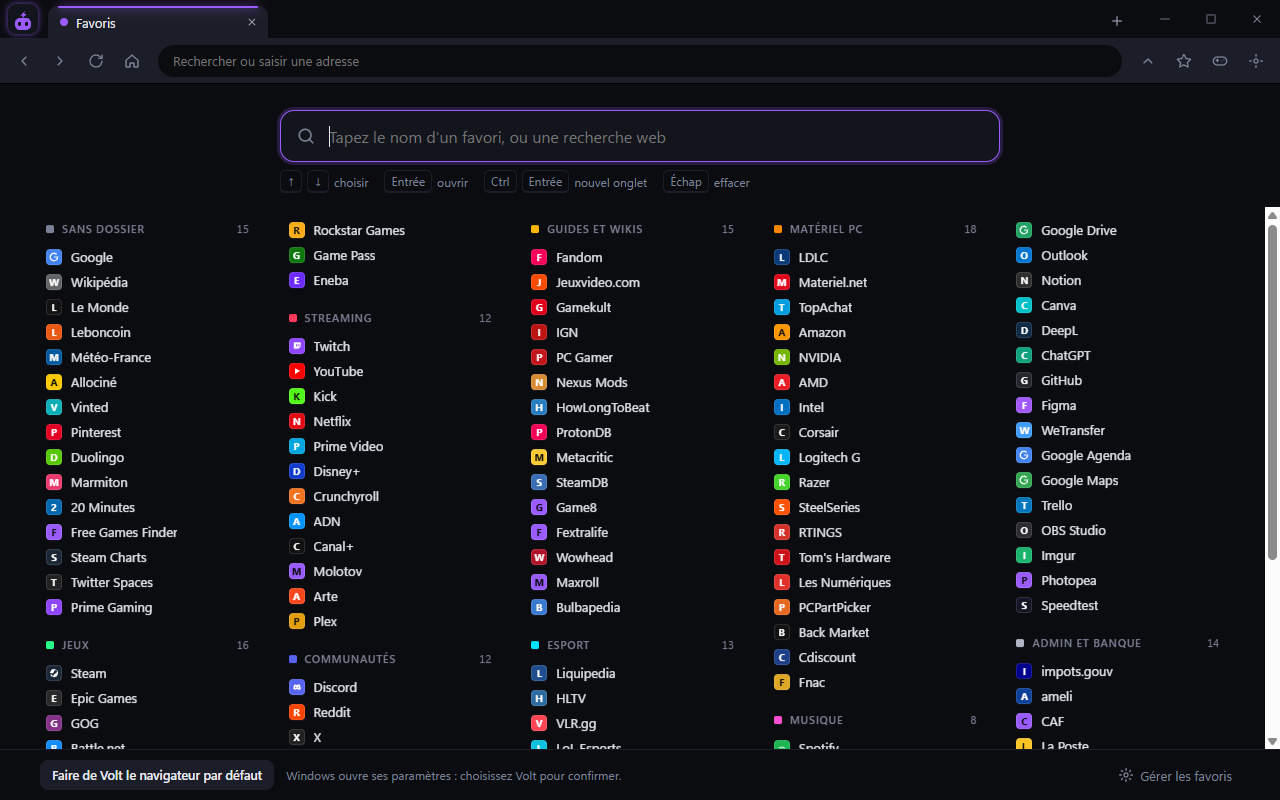 Favoris
Rechercher ou saisir une adresse
Tapez le nom d'un favori, ou une recherche web
↑ ↓ choisir Entrée ouvrir Ctrl Entrée nouvel onglet Échap effacer
SANS DOSSIER 15
Google
Wikipédia
Le Monde
Leboncoin
Météo-France
Allociné
Vinted
Pinterest
Duolingo
Marmiton
20 Minutes
Free Games Finder
Steam Charts
Twitter Spaces
Prime Gaming
JEUX 16
Steam
Epic Games
GOG
Battle.net
Rockstar Games
Game Pass
Eneba
STREAMING 12
Twitch
YouTube
Kick
Netflix
Prime Video
Disney+
Crunchyroll
ADN
Canal+
Molotov
Arte
Plex
COMMUNAUTÉS 12
Discord
Reddit
X
GUIDES ET WIKIS 15
Fandom
Jeuxvideo.com
Gamekult
IGN
PC Gamer
Nexus Mods
HowLongToBeat
ProtonDB
Metacritic
SteamDB
Game8
Fextralife
Wowhead
Maxroll
Bulbapedia
ESPORT 13
Liquipedia
HLTV
VLR.gg
LoL Esports
MATÉRIEL PC 18
LDLC
Materiel.net
TopAchat
Amazon
NVIDIA
AMD
Intel
Corsair
Logitech G
Razer
SteelSeries
RTINGS
Tom's Hardware
Les Numériques
PCPartPicker
Back Market
Cdiscount
Fnac
MUSIQUE 8
Spotify
Google Drive
Outlook
Notion
Canva
DeepL
ChatGPT
GitHub
Figma
WeTransfer
Google Agenda
Google Maps
Trello
OBS Studio
Imgur
Photopea
Speedtest
ADMIN ET BANQUE 14
impots.gouv
ameli
CAF
La Poste
Faire de Volt le navigateur par défaut
Windows ouvre ses paramètres : choisissez Volt pour confirmer.
Gérer les favoris